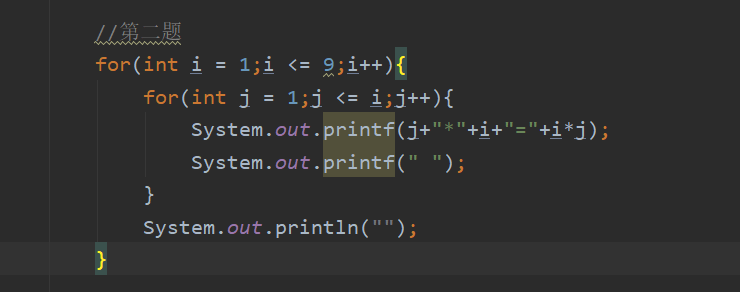 //第二题
for(int i = 1;i <= 9;i++){
for(int j = 1;j <= i;j++){
System.out.printf(j+"*"+i+"="+i*j);
System.out.printf(" ");
}
System.out.println("");
}